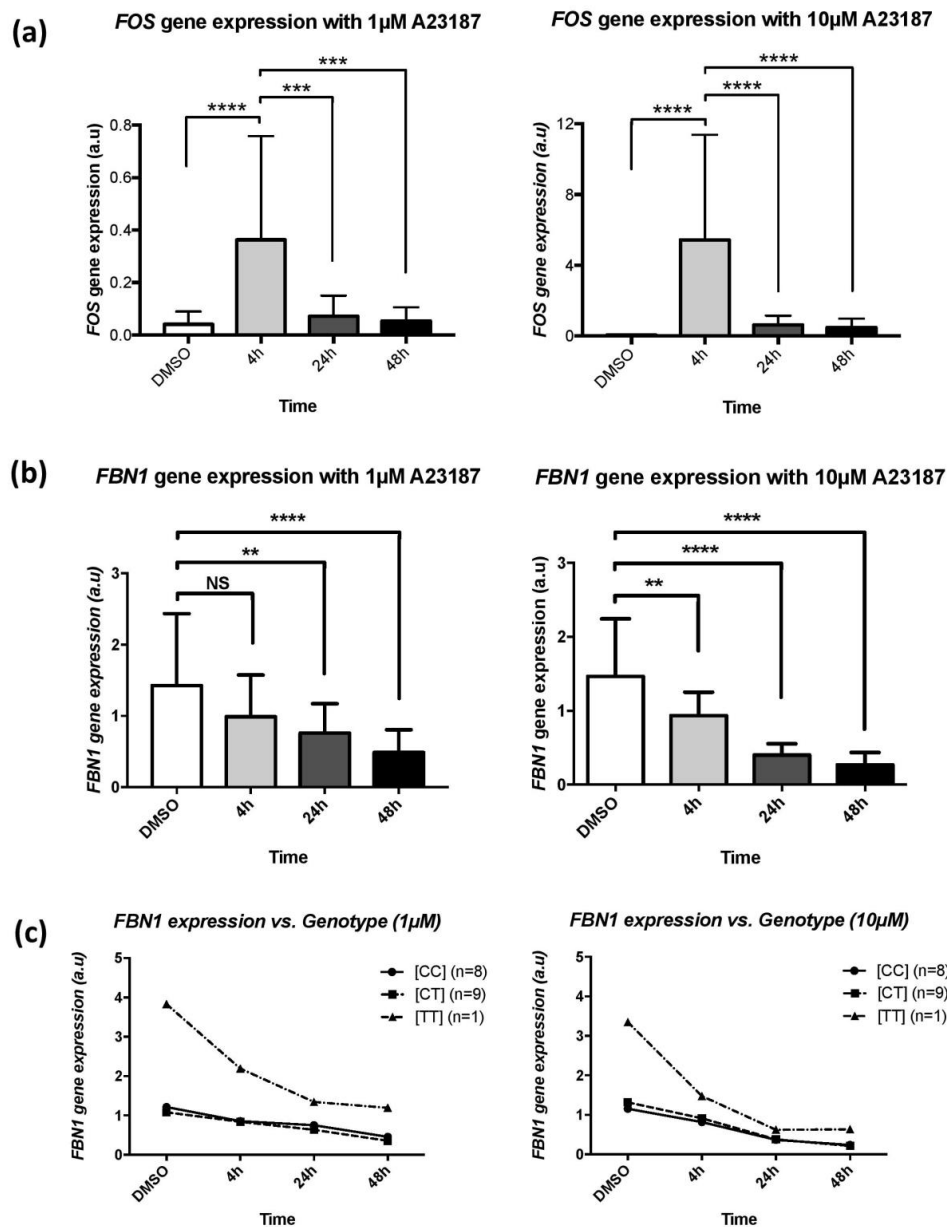 (a)
FOS gene expression with 1µM A23187
FOS gene expression with 10µM A23187
***
***
****
****
****
****
FOS gene expression (a.u)
0.8
0.6
0.4
0.2
0.0
DMSO
4h
24h
48h
Time
FOS gene expression (a.u)
12
8
4
0
DMSO
4h
24h
48h
Time
(b)
FBN1 gene expression with 1µM A23187
FBN1 gene expression with 10µM A23187
****
**
NS
FBN1 gene expression (a.u)
3
2
1
0
DMSO
4h
24h
48h
Time
****
****
**
FBN1 gene expression (a.u)
3
2
1
0
DMSO
4h
24h
48h
Time
(c)
FBN1 expression vs. Genotype (1µM)
FBN1 expression vs. Genotype (10µM)
FBN1 gene expression (a.u)
5
4
3
2
1
0
[CC] (n=8)
[CT] (n=9)
[TT] (n=1)
DMSO
4h
24h
48h
Time
FBN1 gene expression (a.u)
5
4
3
2
1
0
[CC] (n=8)
[CT] (n=9)
[TT] (n=1)
DMSO
4h
24h
48h
Time